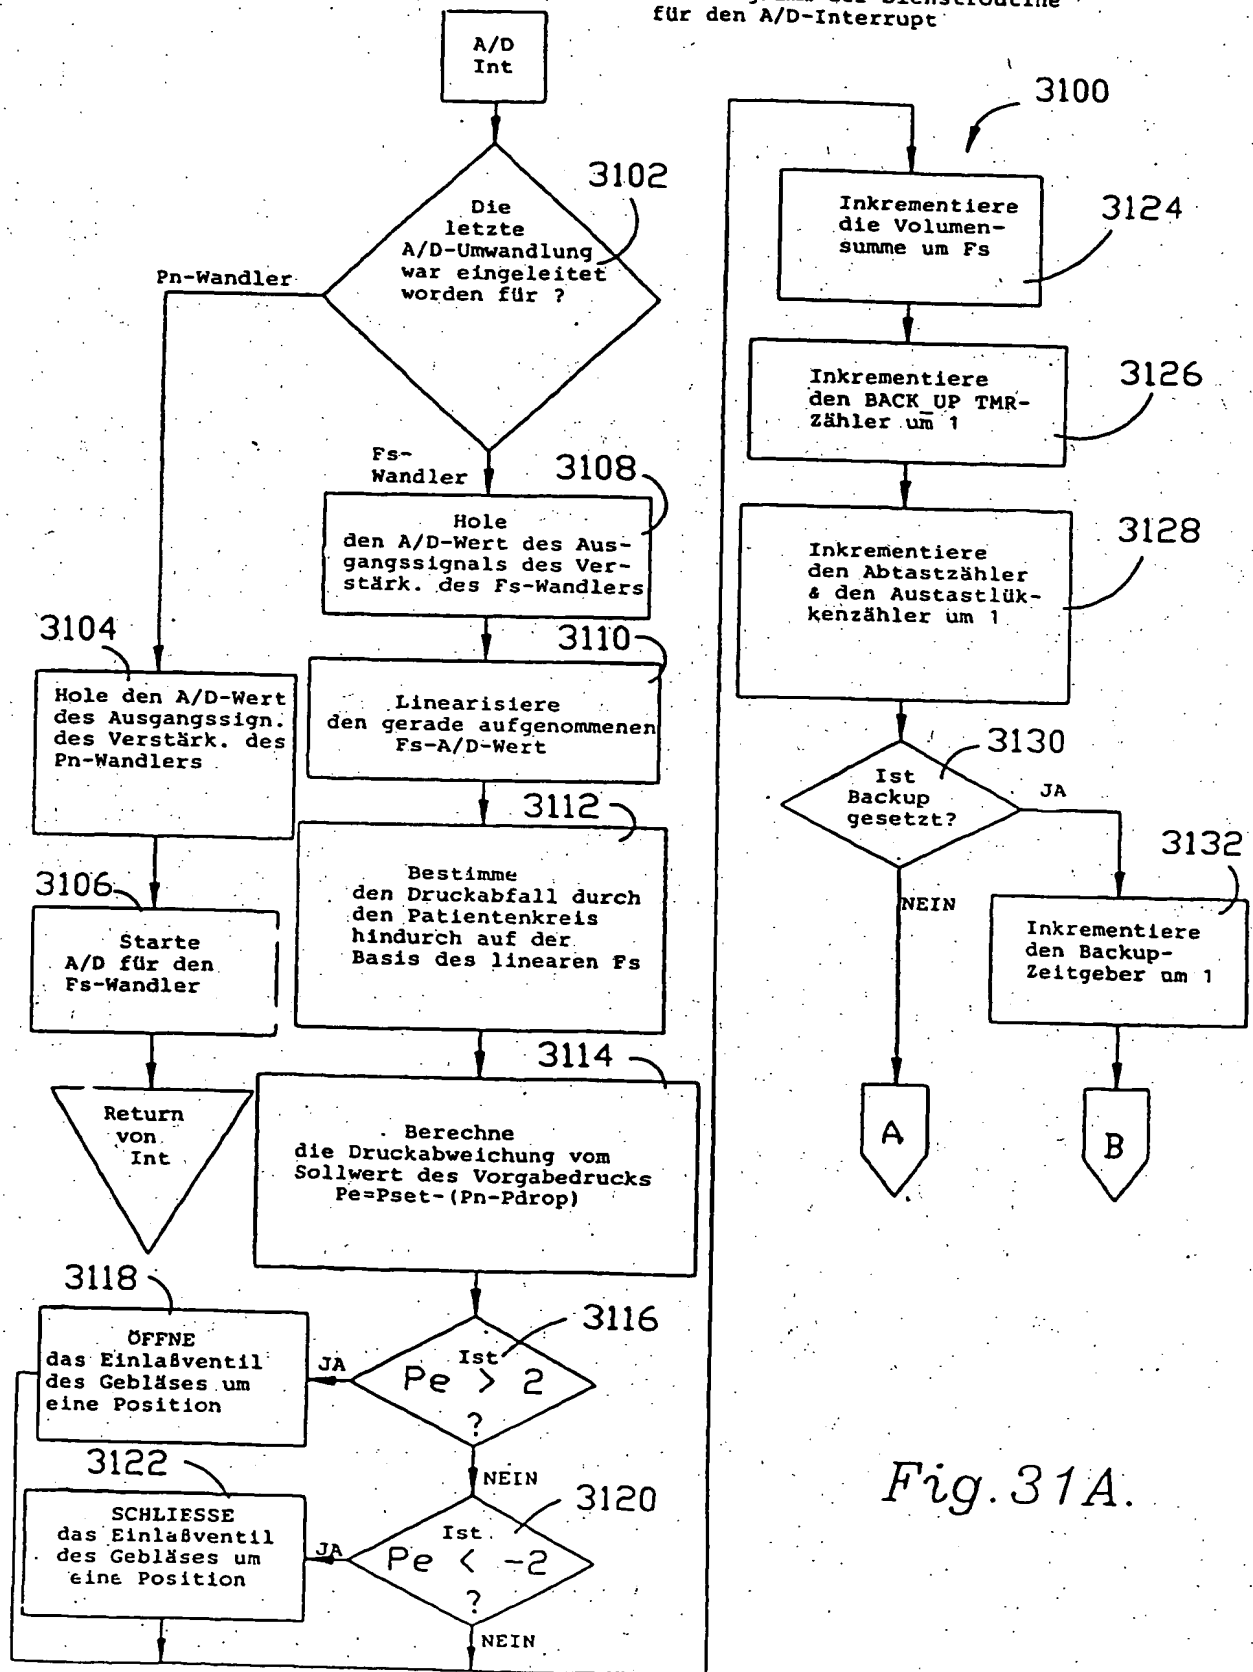 für den A/D-Interrupt
A/D
Int
3100
3102
Die
letzte
A/D-Umwandlung
war eingeleitet
worden für ?
Pn-Wandler
Fs-
Wandler
3108
Hole
den A/D-Wert des Aus-
gangssignals des Ver-
stärk. des Fs-Wandlers
3104
Hole den A/D-Wert
des Ausgangssign.
des Verstärk. des
Pn-Wandlers
3110
Linearisiere
den gerade aufgenommenen
Fs-A/D-Wert
3106
Starte
A/D für den
Fs-Wandler
3112
Bestimme
den Druckabfall durch
den Patientenkreis
hindurch auf der
Basis des linearen Fs
Return
von
Int
3114
Berechne
die Druckabweichung vom
Sollwert des Vorgabedrucks
Pe=Pset-(Pn-Pdrop)
3118
ÖFFNE
das Einlaßventil
des Gebläses um
eine Position
JA
3116
Ist
Pe > 2
?
NEIN
3122
SCHLIESSE
das Einlaßventil
des Gebläses um
eine Position
JA
3120
Ist
Pe < -2
?
NEIN
3124
Inkrementiere
die Volumen-
summe um Fs
3126
Inkrementiere
den BACK_UP TMR-
Zähler um 1
3128
Inkrementiere
den Abtastzähler
& den Austastlük-
kenzähler um 1
3130
Ist
Backup
gesetzt?
JA
NEIN
3132
Inkrementiere
den Backup-
Zeitgeber um 1
A
B
Fig. 31A.